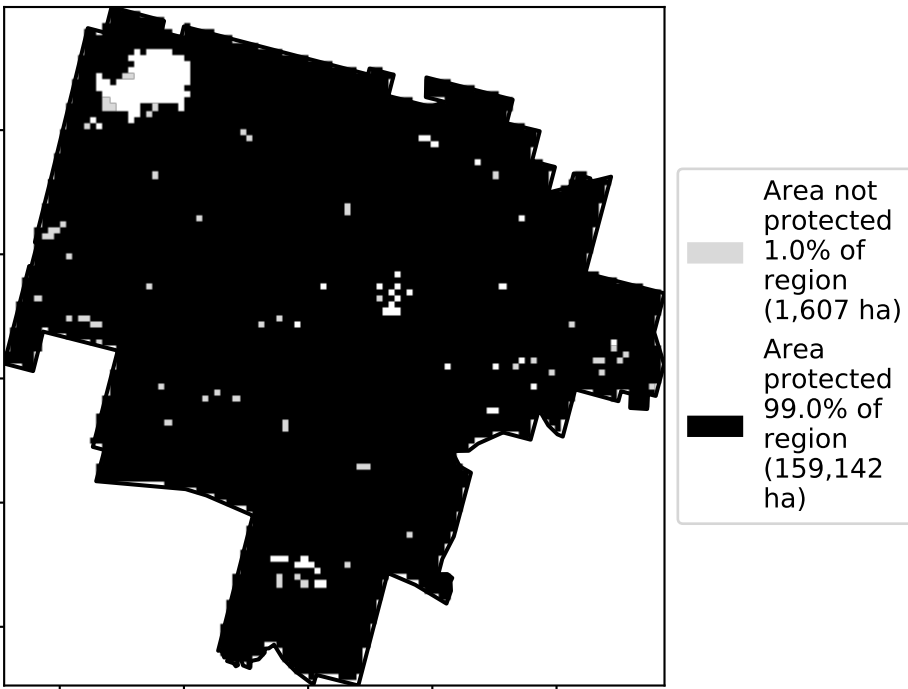 Area not
protected
1.0% of
region
(1,607 ha)
Area
protected
99.0% of
region
(159,142
ha)